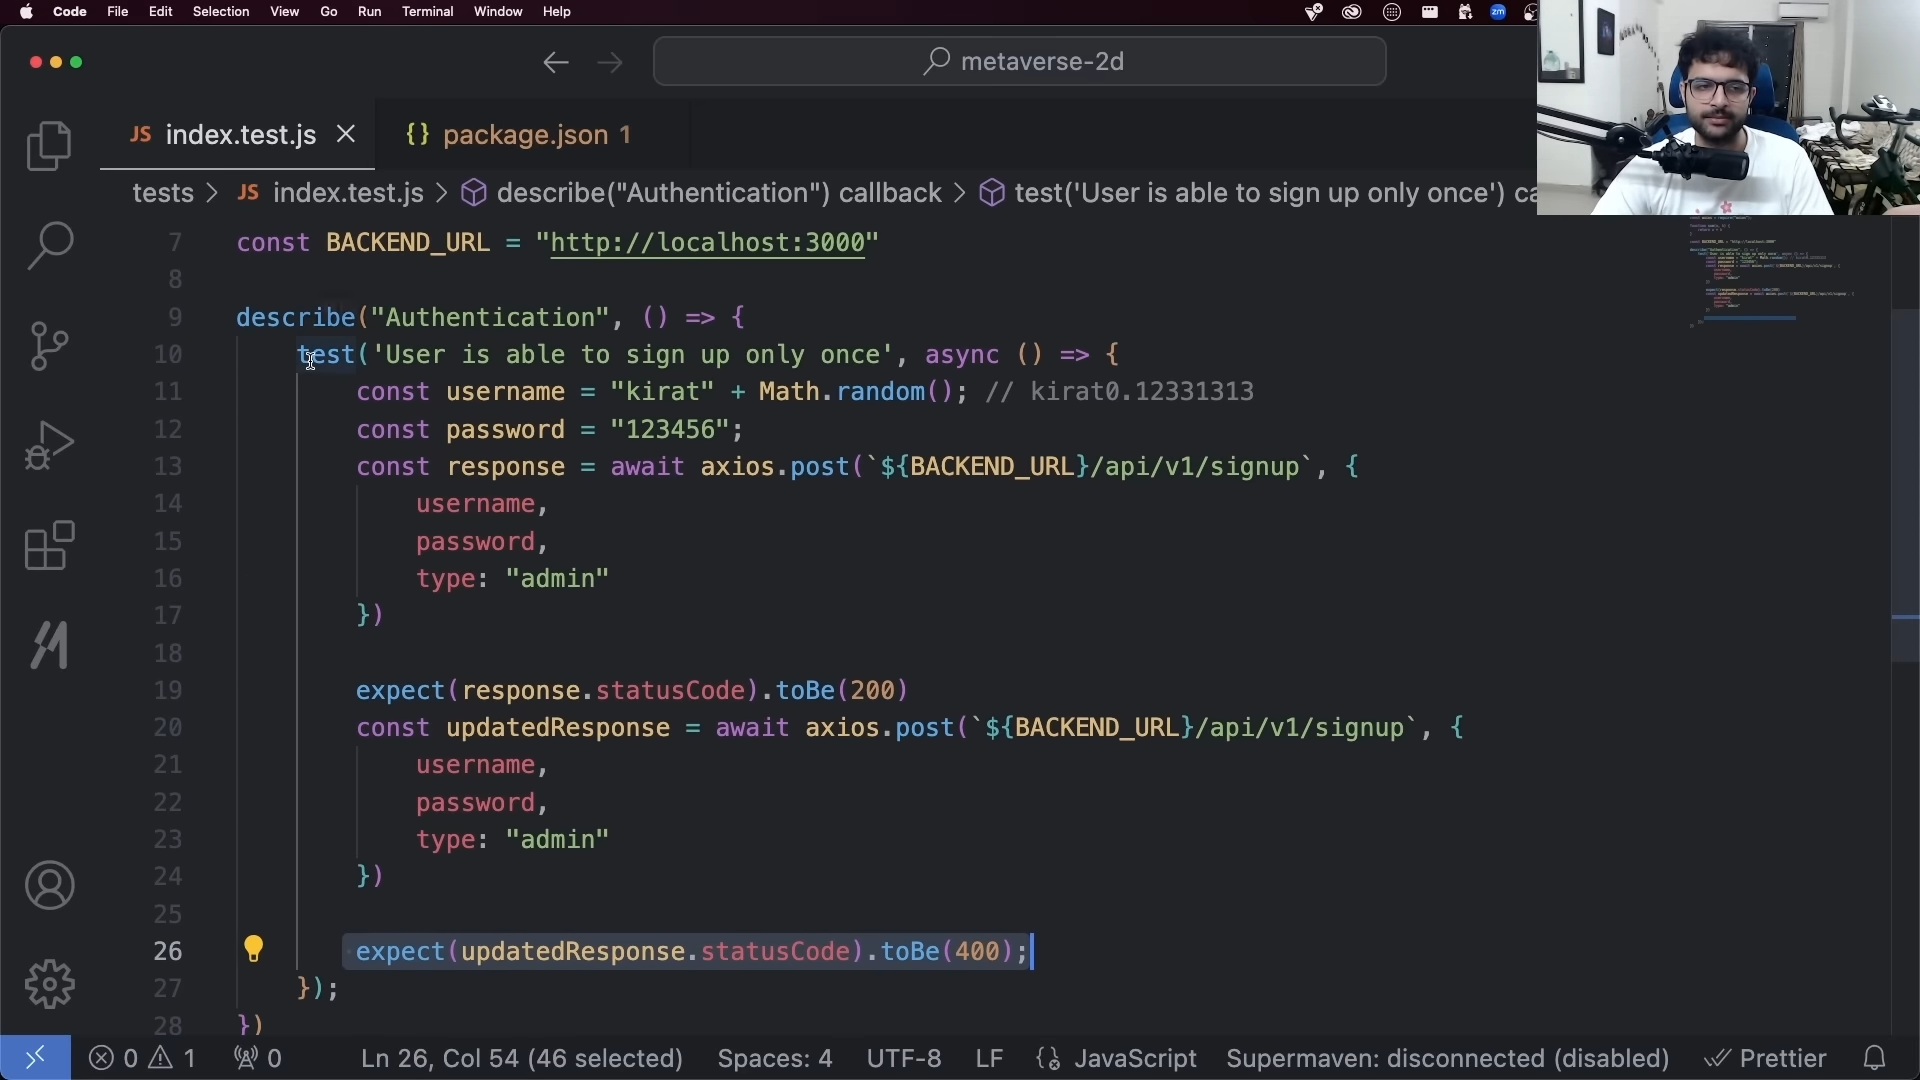 Code File Edit Selection View Go Run Terminal Window Help zm
metaverse-2d
JS index.test.js {} package.json 1
tests > JS index.test.js > describe("Authentication") callback > test('User is able to sign up only once') ca
7 const BACKEND_URL = "http://localhost:3000"
8
9 describe("Authentication", () => {
10 test('User is able to sign up only once', async () => {
11 const username = "kirat" + Math.random(); // kirat0.12331313
12 const password = "123456";
13 const response = await axios.post(`${BACKEND_URL}/api/v1/signup`, {
14 username,
15 password,
16 type: "admin"
17 })
18
19 expect(response.statusCode).toBe(200)
20 const updatedResponse = await axios.post(`${BACKEND_URL}/api/v1/signup`, {
21 username,
22 password,
23 type: "admin"
24 })
25
26 expect(updatedResponse.statusCode).toBe(400);
27 });
28 })
0 1 0 Ln 26, Col 54 (46 selected) Spaces: 4 UTF-8 LF {} JavaScript Supermaven: disconnected (disabled) Prettier